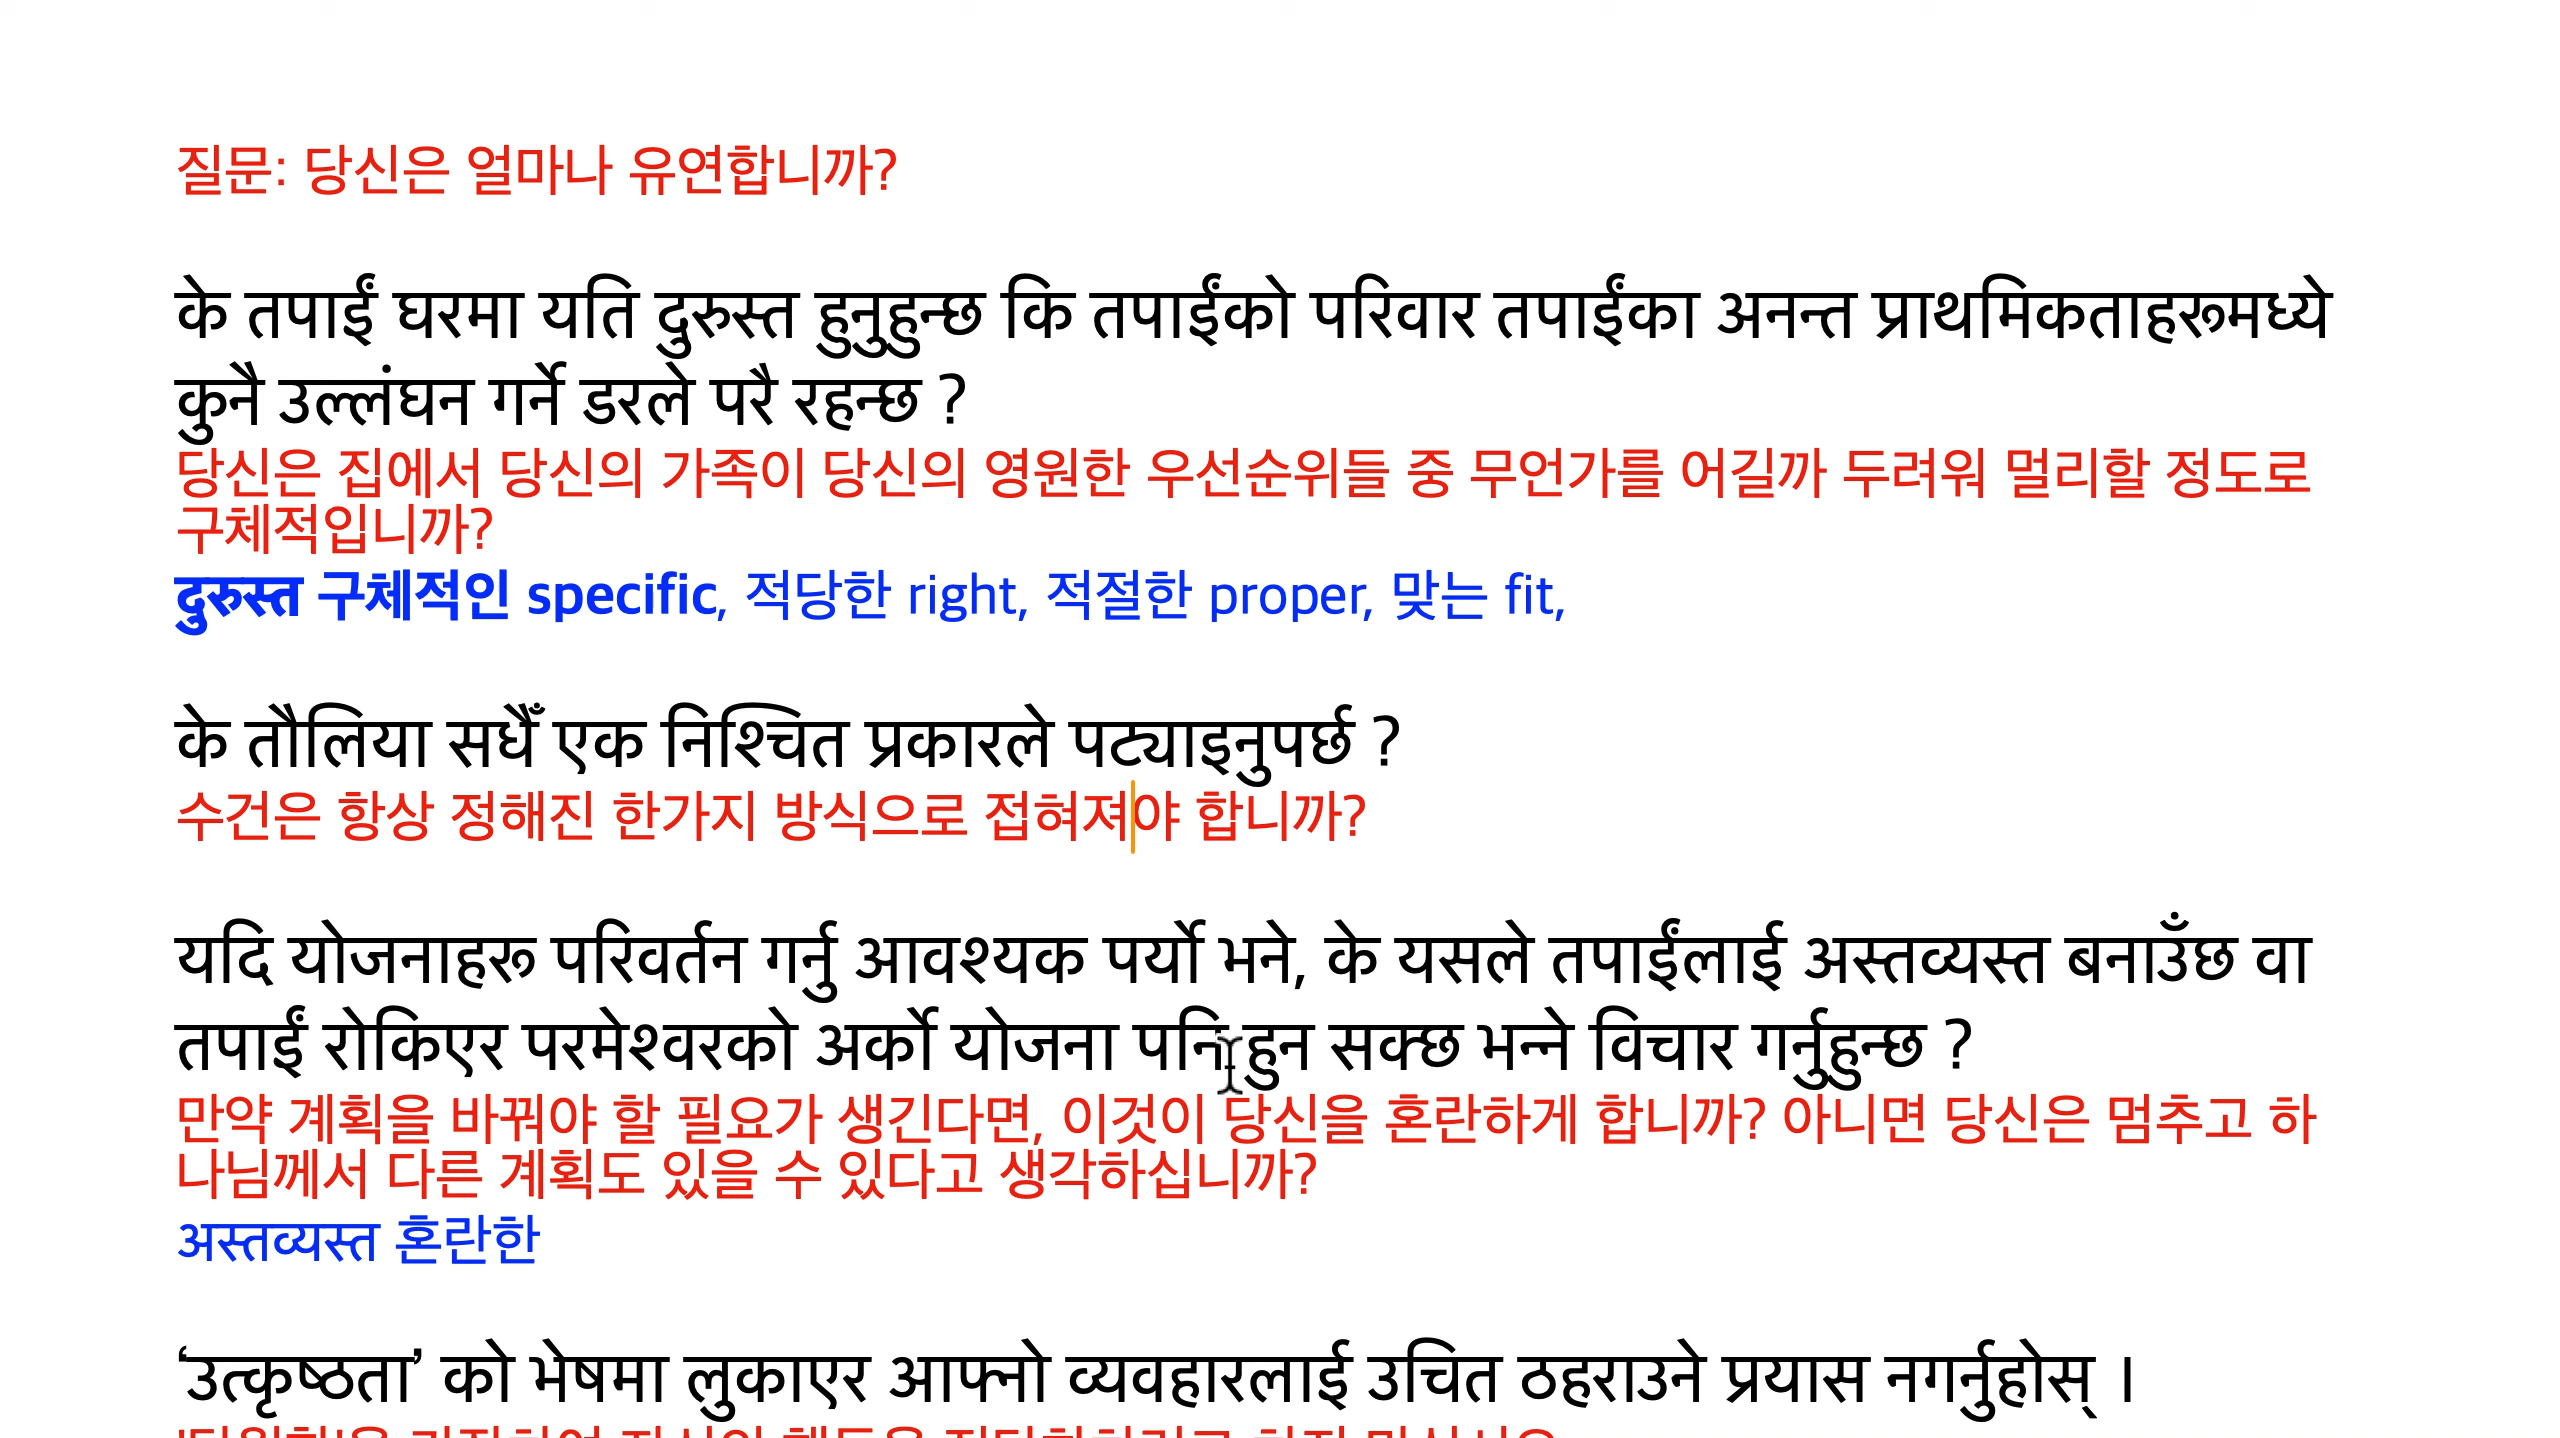 질문: 당신은 얼마나 유연합니까?
के तपाईं घरमा यति दुरुस्त हुनुहुन्छ कि तपाईंको परिवार तपाईंका अनन्त प्राथमिकताहरूमध्ये
कुनै उल्लंघन गर्ने डरले परै रहन्छ ?
당신은 집에서 당신의 가족이 당신의 영원한 우선순위들 중 무언가를 어길까 두려워 멀리할 정도로
구체적입니까?
दुरुस्त 구체적인 specific, 적당한 right, 적절한 proper, 맞는 fit,
के तौलिया सधैँ एक निश्चित प्रकारले पट्याइनुपर्छ ?
수건은 항상 정해진 한가지 방식으로 접혀져야 합니까?
यदि योजनाहरू परिवर्तन गर्नु आवश्यक पर्यो भने, के यसले तपाईंलाई अस्तव्यस्त बनाउँछ वा
तपाईं रोकिएर परमेश्वरको अर्को योजना पनि हुन सक्छ भन्ने विचार गर्नुहुन्छ ?
만약 계획을 바꿔야 할 필요가 생긴다면, 이것이 당신을 혼란하게 합니까? 아니면 당신은 멈추고 하
나님께서 다른 계획도 있을 수 있다고 생각하십니까?
अस्तव्यस्त 혼란한
‘उत्कृष्ठता’ को भेषमा लुकाएर आफ्नो व्यवहारलाई उचित ठहराउने प्रयास नगर्नुहोस् ।